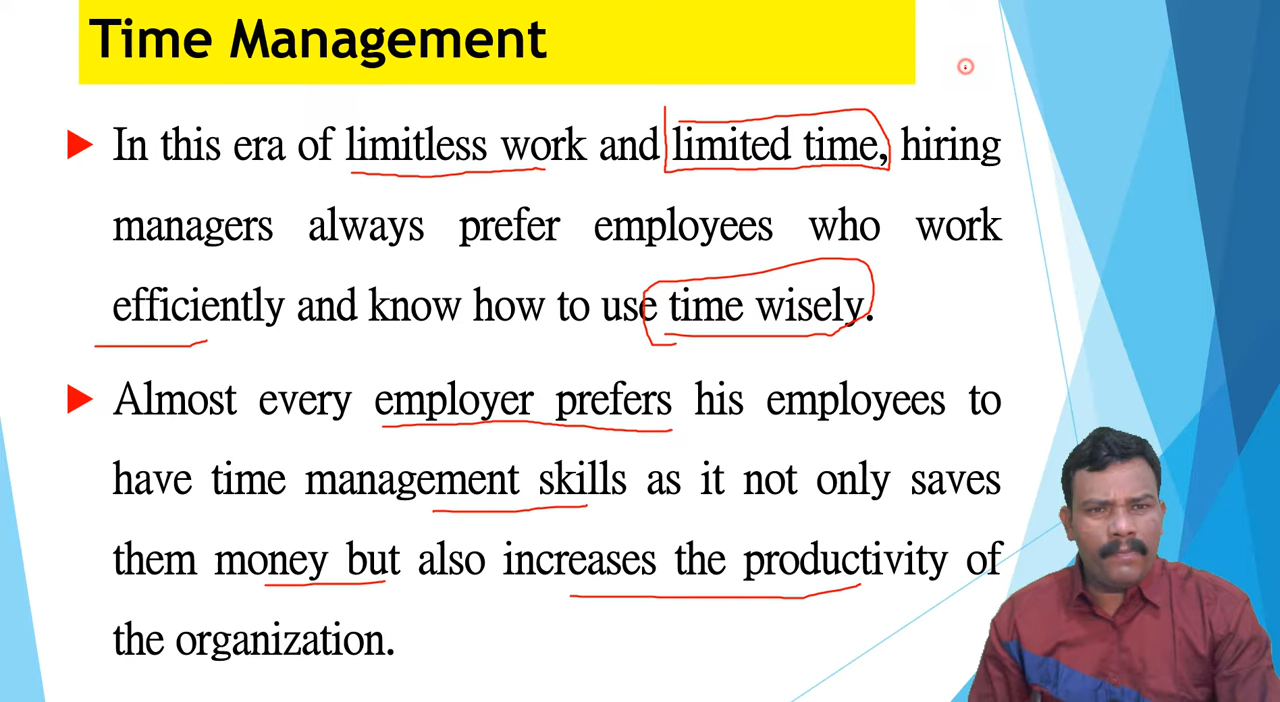 Time Management
In this era of limitless work and limited time, hiring
managers always prefer employees who work
efficiently and know how to use time wisely.
Almost every employer prefers his employees to
have time management skills as it not only saves
them money but also increases the productivity of
the organization.